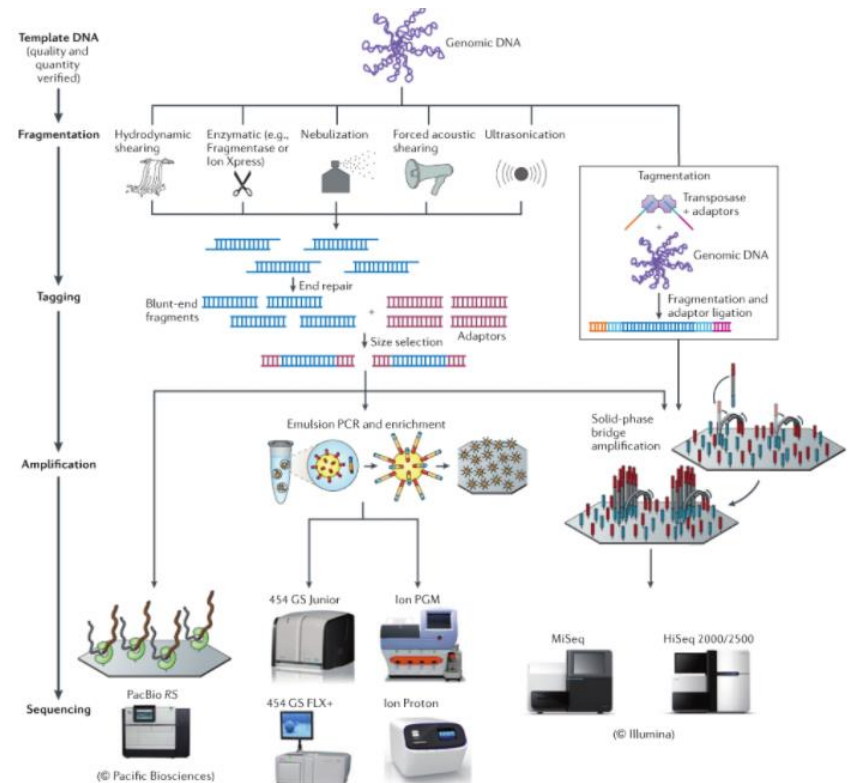 Template DNA
(quality and
quantity
verified)
Genomic DNA
Fragmentation
Hydrodynamic
shearing
Enzymatic (e.g.,
Fragmentase or
Ion Xpress)
Nebulization
Forced acoustic
shearing
Ultrasonication
Tagmentation
Transposase
+ adaptors
+
Genomic DNA
Fragmentation and
adaptor ligation
Tagging
End repair
Blunt-end
fragments
+
Adaptors
Size selection
Emulsion PCR and enrichment
Solid-phase
bridge
amplification
Amplification
454 GS Junior
Ion PGM
MiSeq
HiSeq 2000/2500
PacBio RS
454 GS FLX+
Ion Proton
Sequencing
(© Illumina)
(© Pacific Biosciences)